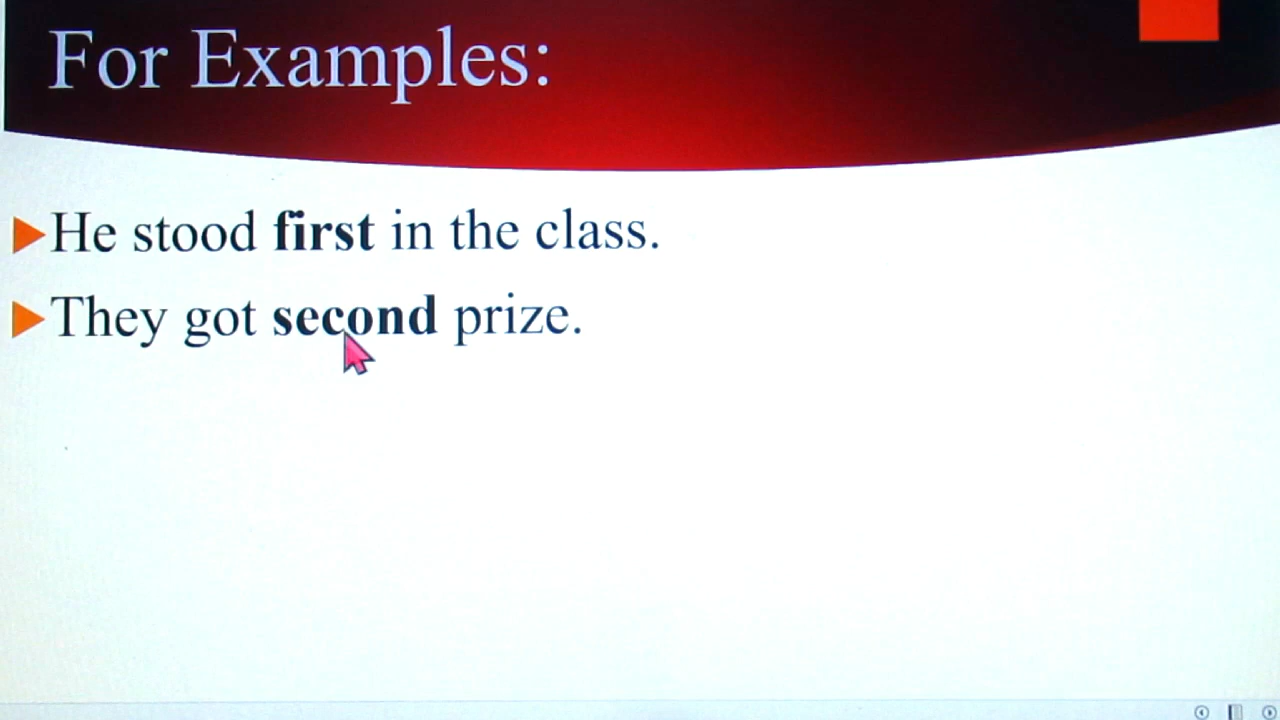 For Examples:
He stood first in the class.
They got second prize.